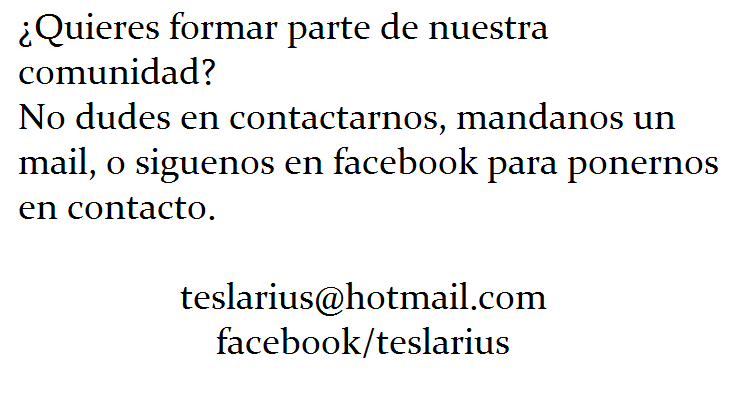 ¿Quieres formar parte de nuestra
comunidad?
No dudes en contactarnos, mandanos un
mail, o siguenos en facebook para ponernos
en contacto.
teslarius@hotmail.com
facebook/teslarius